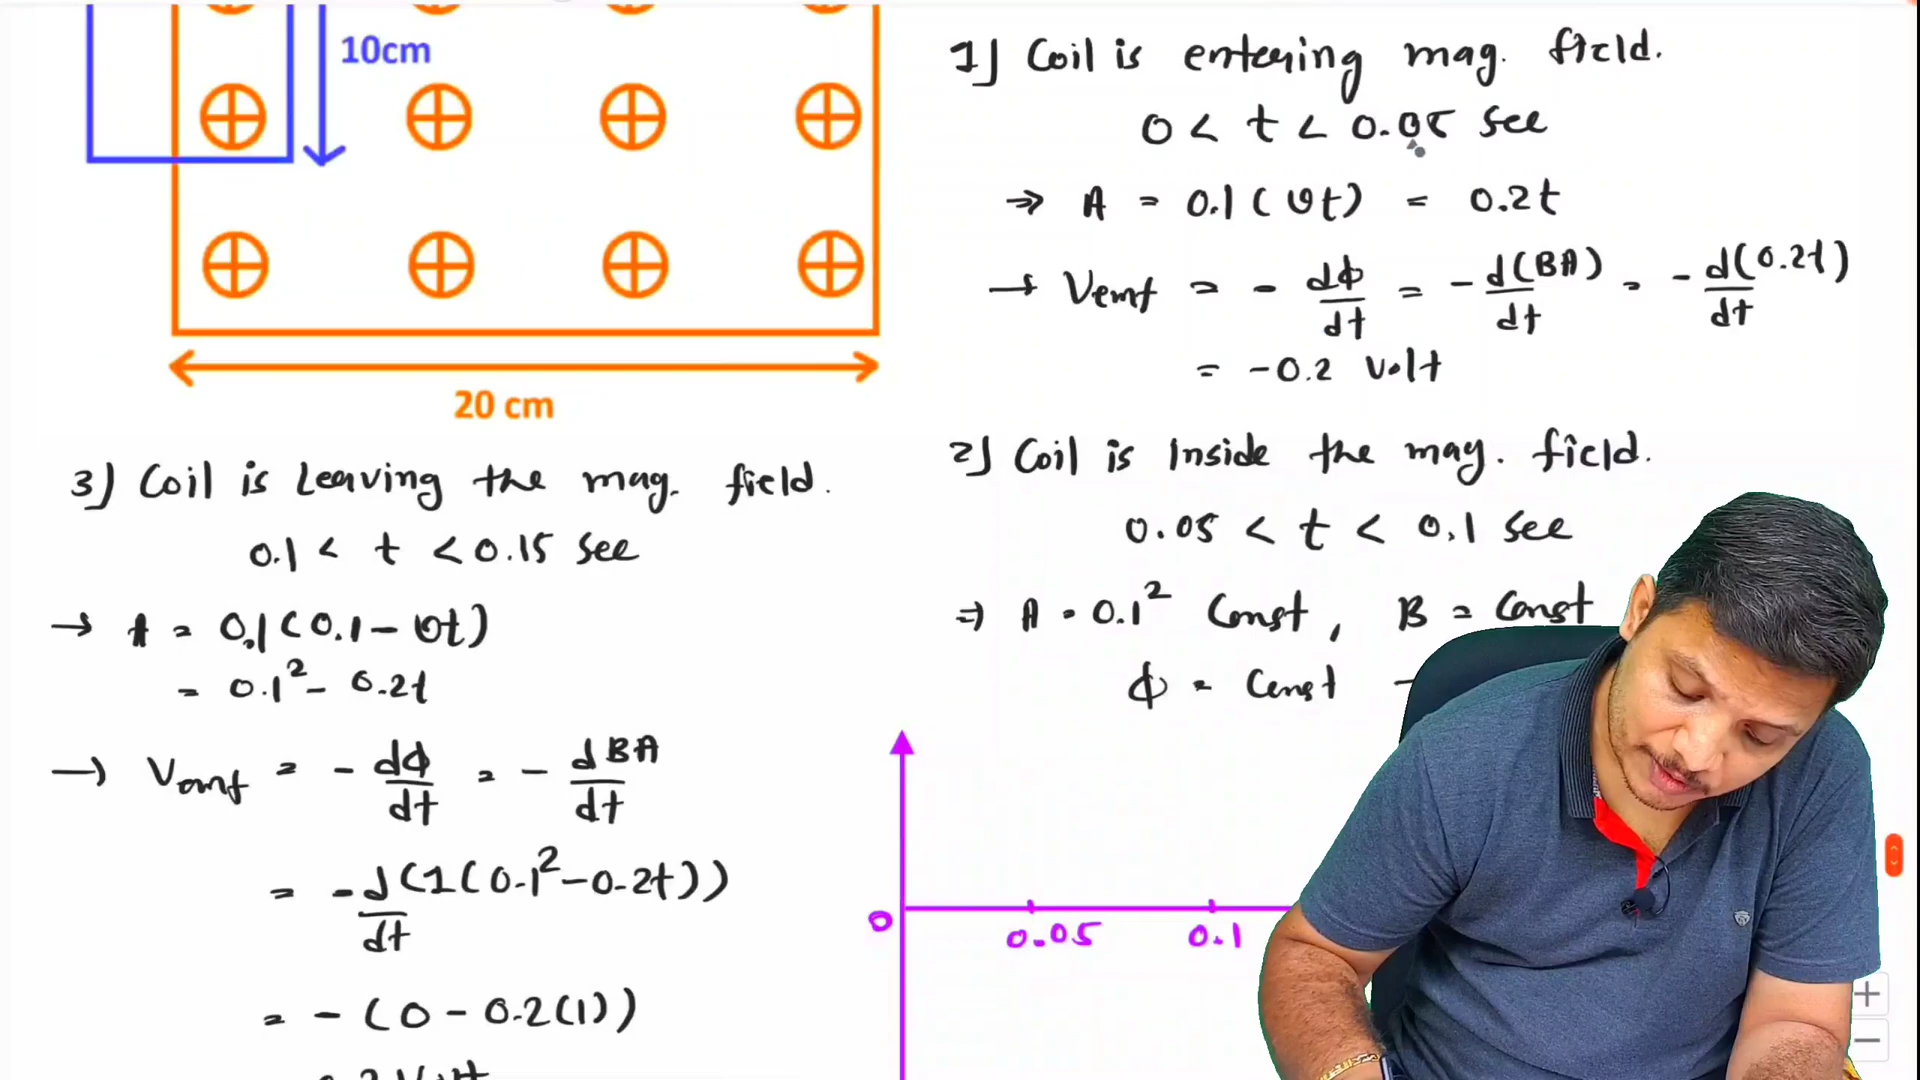 10cm
20 cm
1) Coil is entering mag. field.
0 < t < 0.05 sec
⇒ A = 0.1 ( vt) = 0.2t
→ Vemf = - dϕ/dt = - d(BA)/dt = - d(0.2t)/dt
= -0.2 Volt
2) Coil is Inside the mag. field.
0.05 < t < 0.1 sec
⇒ A = 0.1² Const, B = Const
ϕ = Const
3) Coil is Leaving the mag. field.
0.1 < t < 0.15 sec
→ A = 0.1 ( 0.1 - vt)
= 0.1² - 0.2t
→ Vemf = - dϕ/dt = - dBA/dt
= - d/dt (1(0.1² - 0.2t))
= - (0 - 0.2(1))
0 0.05 0.1